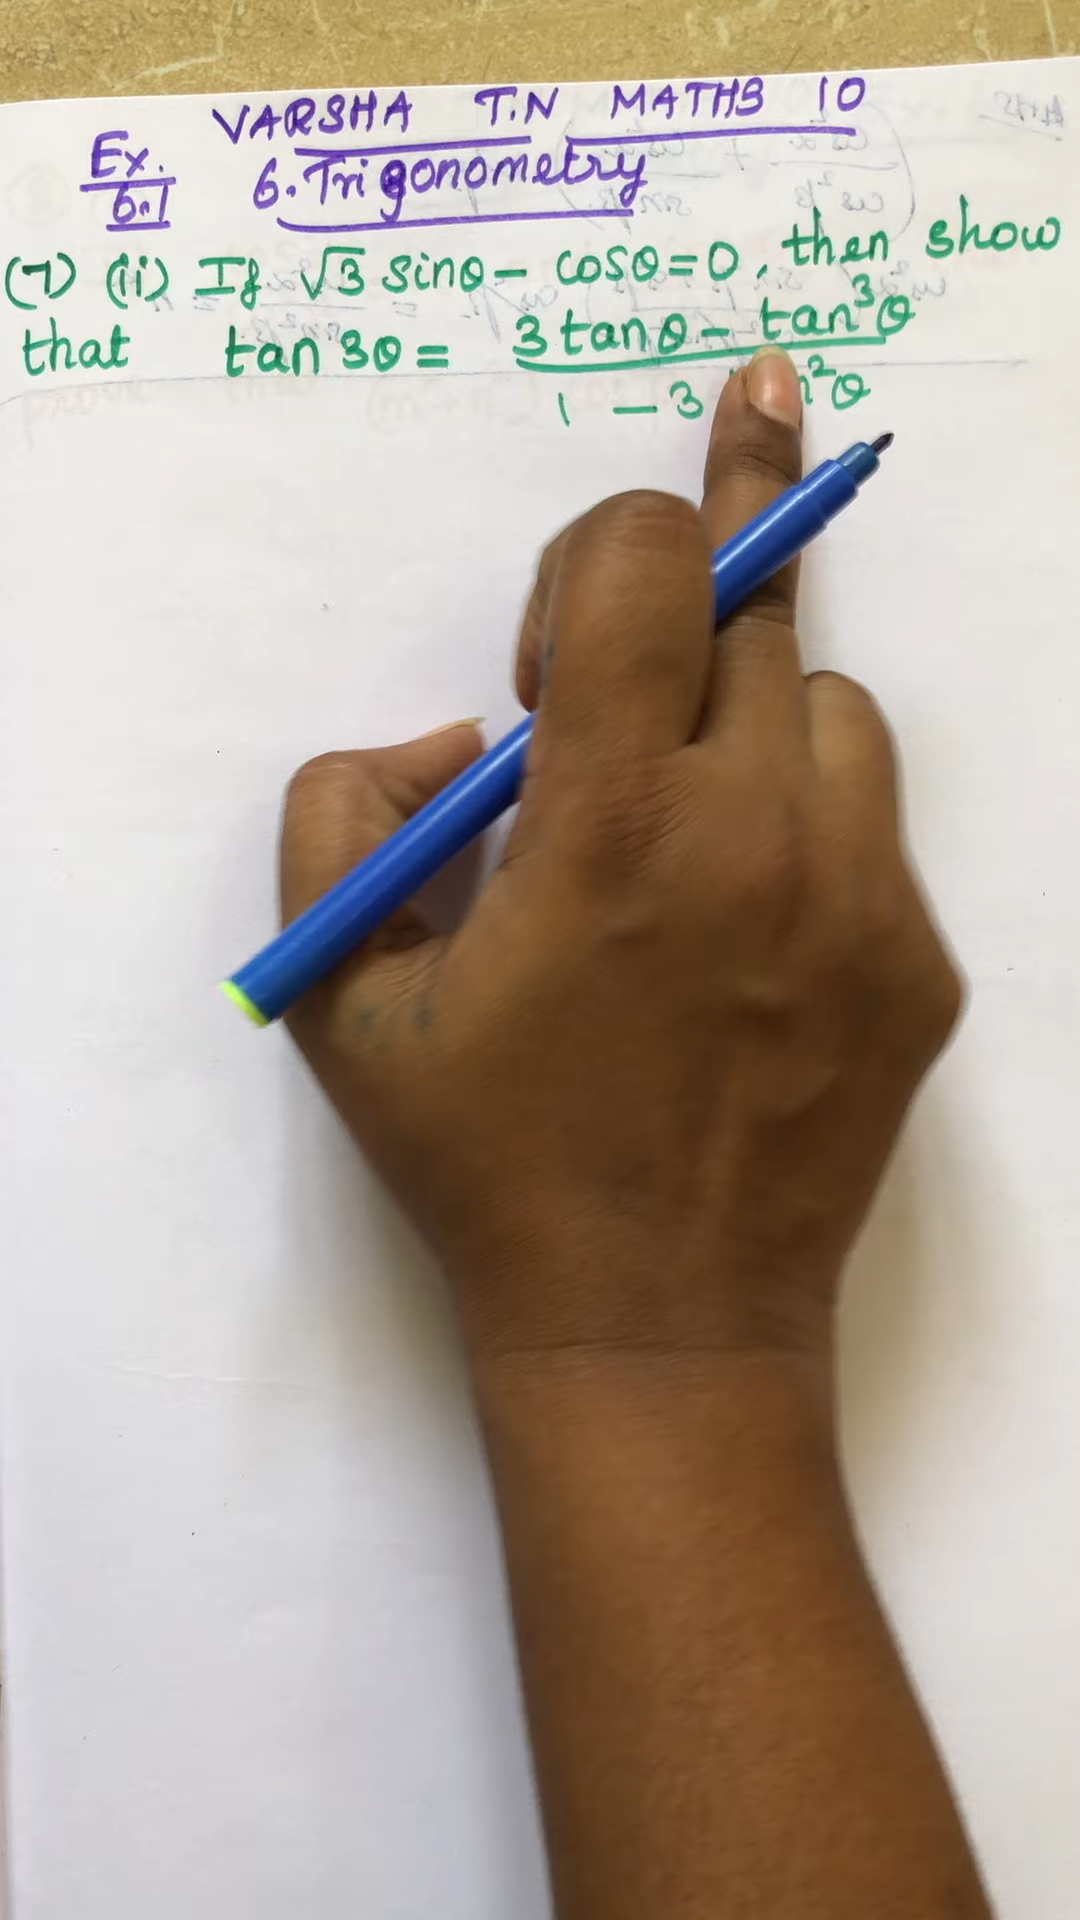 VARSHA T.N MATHS 10
Ex. 6.1
6. Trigonometry
(7) (ii) If √3 sinθ - cosθ = 0, then show
that tan 3θ = 3 tanθ - tan³θ
1 - 3 n²θ